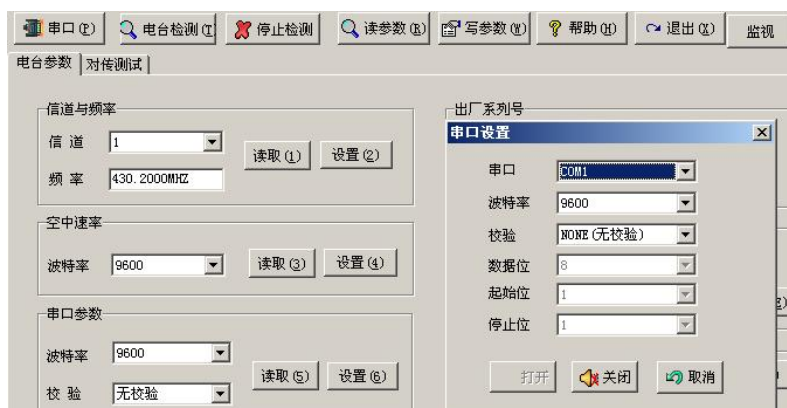 串口(P) 电台检测(T 停止检测 读参数(R) 写参数(W) 帮助(H) 退出(X) 监视
电台参数 对传测试
信道与频率
信 道 1
频 率 430.2000MHZ
读取(1) 设置(2)
空中速率
波特率 9600 读取(3) 设置(4)
串口参数
波特率 9600
校 验 无校验
读取(5) 设置(6)
出厂系列号
串口设置
串口 COM1
波特率 9600
校验 NONE(无校验)
数据位 8
起始位 1
停止位 1
打开 关闭 取消